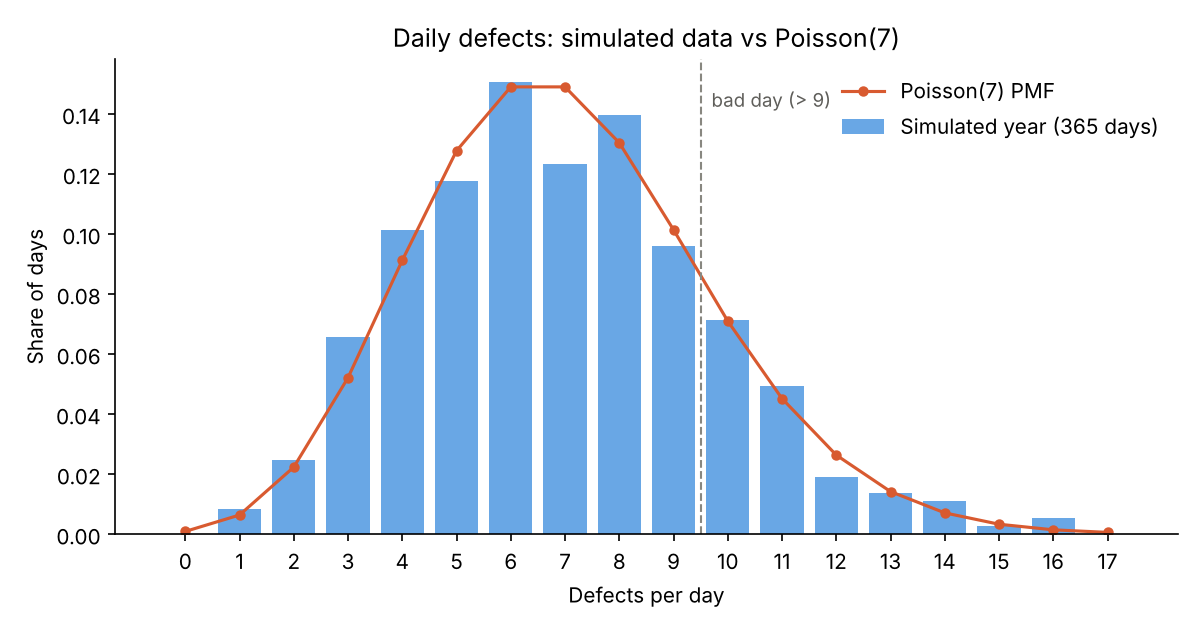 Daily defects: simulated data vs Poisson(7)
bad day (> 9)
Poisson(7) PMF
Simulated year (365 days)
Share of days
0.14
0.12
0.10
0.08
0.06
0.04
0.02
0.00
0 1 2 3 4 5 6 7 8 9 10 11 12 13 14 15 16 17
Defects per day